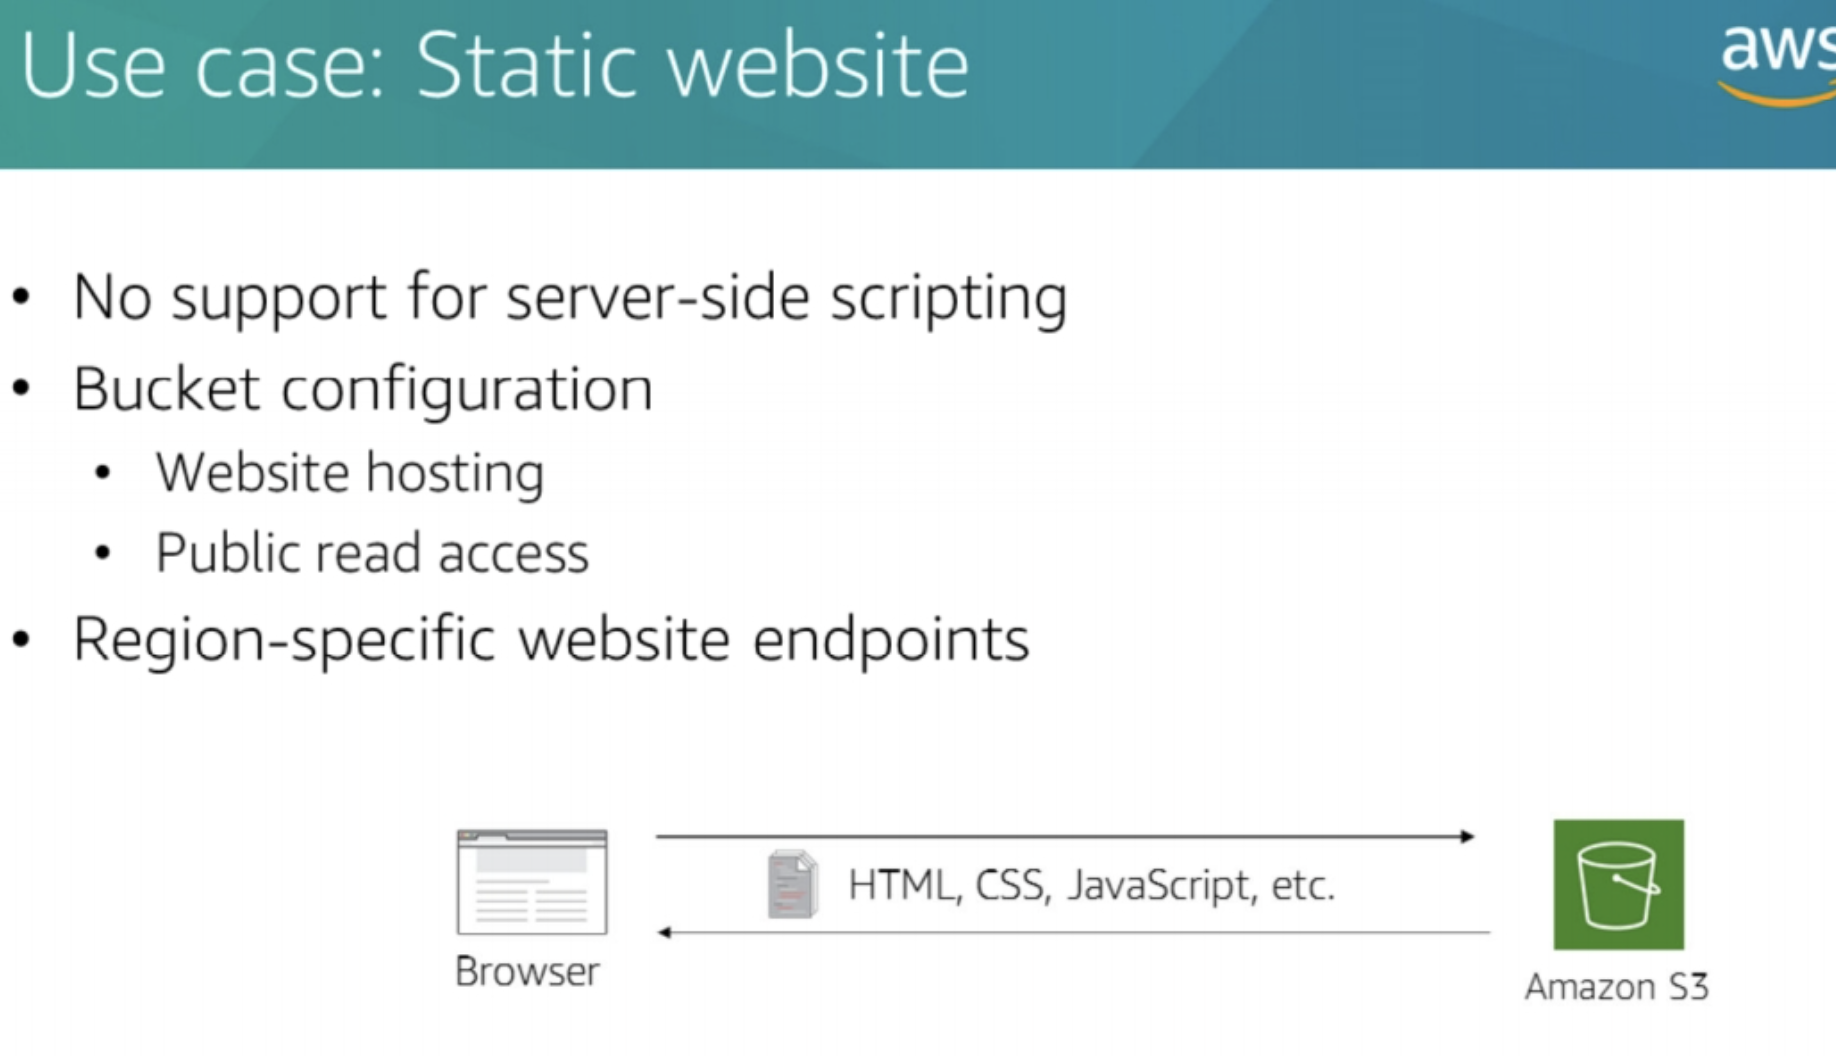 Use case: Static website
aws
• No support for server-side scripting
• Bucket configuration
• Website hosting
• Public read access
• Region-specific website endpoints
HTML, CSS, JavaScript, etc.
Browser
Amazon S3